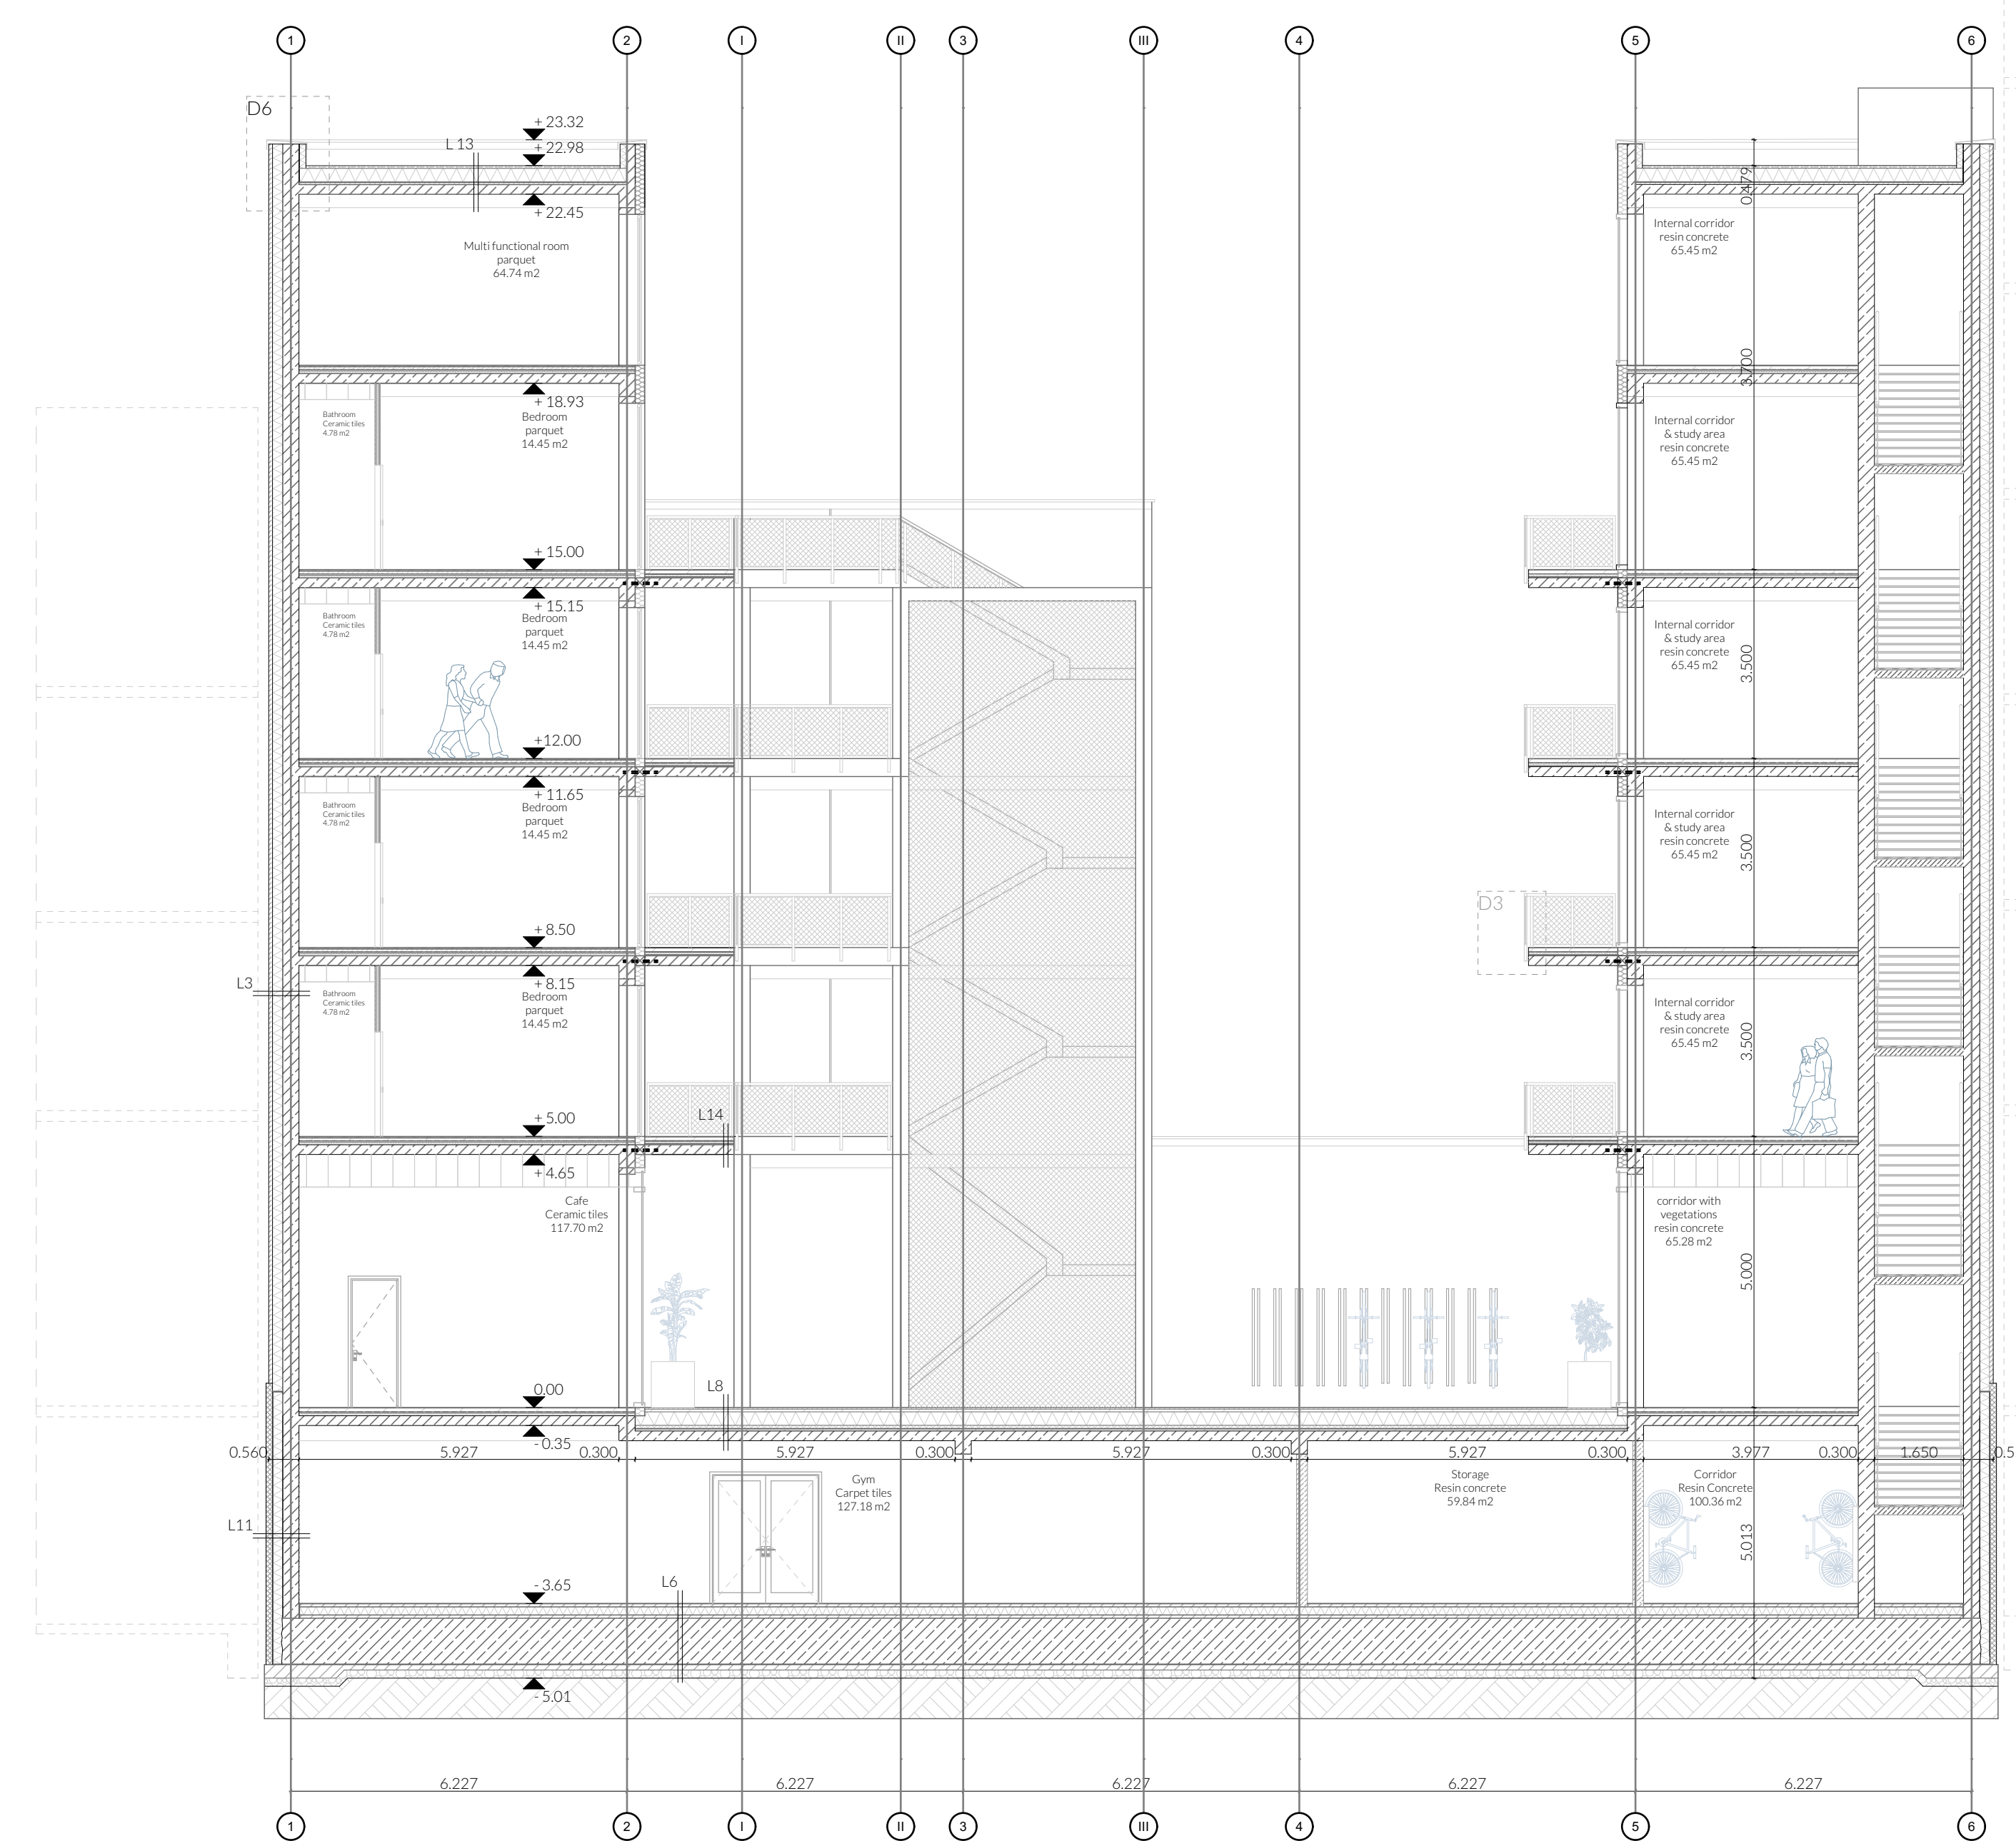 1 2 I II 3 III 4 5 6
D6
+ 23.32
L 13
+ 22.98
+ 22.45
Multi functional room
parquet
64.74 m2
0.479
Internal corridor
resin concrete
65.45 m2
3.700
+ 18.93
Bathroom
Ceramic tiles
4.78 m2
Bedroom
parquet
14.45 m2
Internal corridor
& study area
resin concrete
65.45 m2
+ 15.00
+ 15.15
Bathroom
Ceramic tiles
4.78 m2
Bedroom
parquet
14.45 m2
Internal corridor
& study area
resin concrete
65.45 m2
3.500
+12.00
+ 11.65
Bathroom
Ceramic tiles
4.78 m2
Bedroom
parquet
14.45 m2
Internal corridor
& study area
resin concrete
65.45 m2
3.500
D3
+ 8.50
L3
+ 8.15
Bathroom
Ceramic tiles
4.78 m2
Bedroom
parquet
14.45 m2
Internal corridor
& study area
resin concrete
65.45 m2
3.500
L14
+ 5.00
+ 4.65
Cafe
Ceramic tiles
117.70 m2
corridor with
vegetations
resin concrete
65.28 m2
5.000
0.00
L8
- 0.35
0.560 5.927 0.300 5.927 0.300 5.927 0.300 5.927 0.300 3.977 0.300 1.650 0.5
Gym
Carpet tiles
127.18 m2
Storage
Resin concrete
59.84 m2
Corridor
Resin Concrete
100.36 m2
L11
5.013
L6
- 3.65
- 5.01
6.227 6.227 6.227 6.227 6.227
1 2 I II 3 III 4 5 6